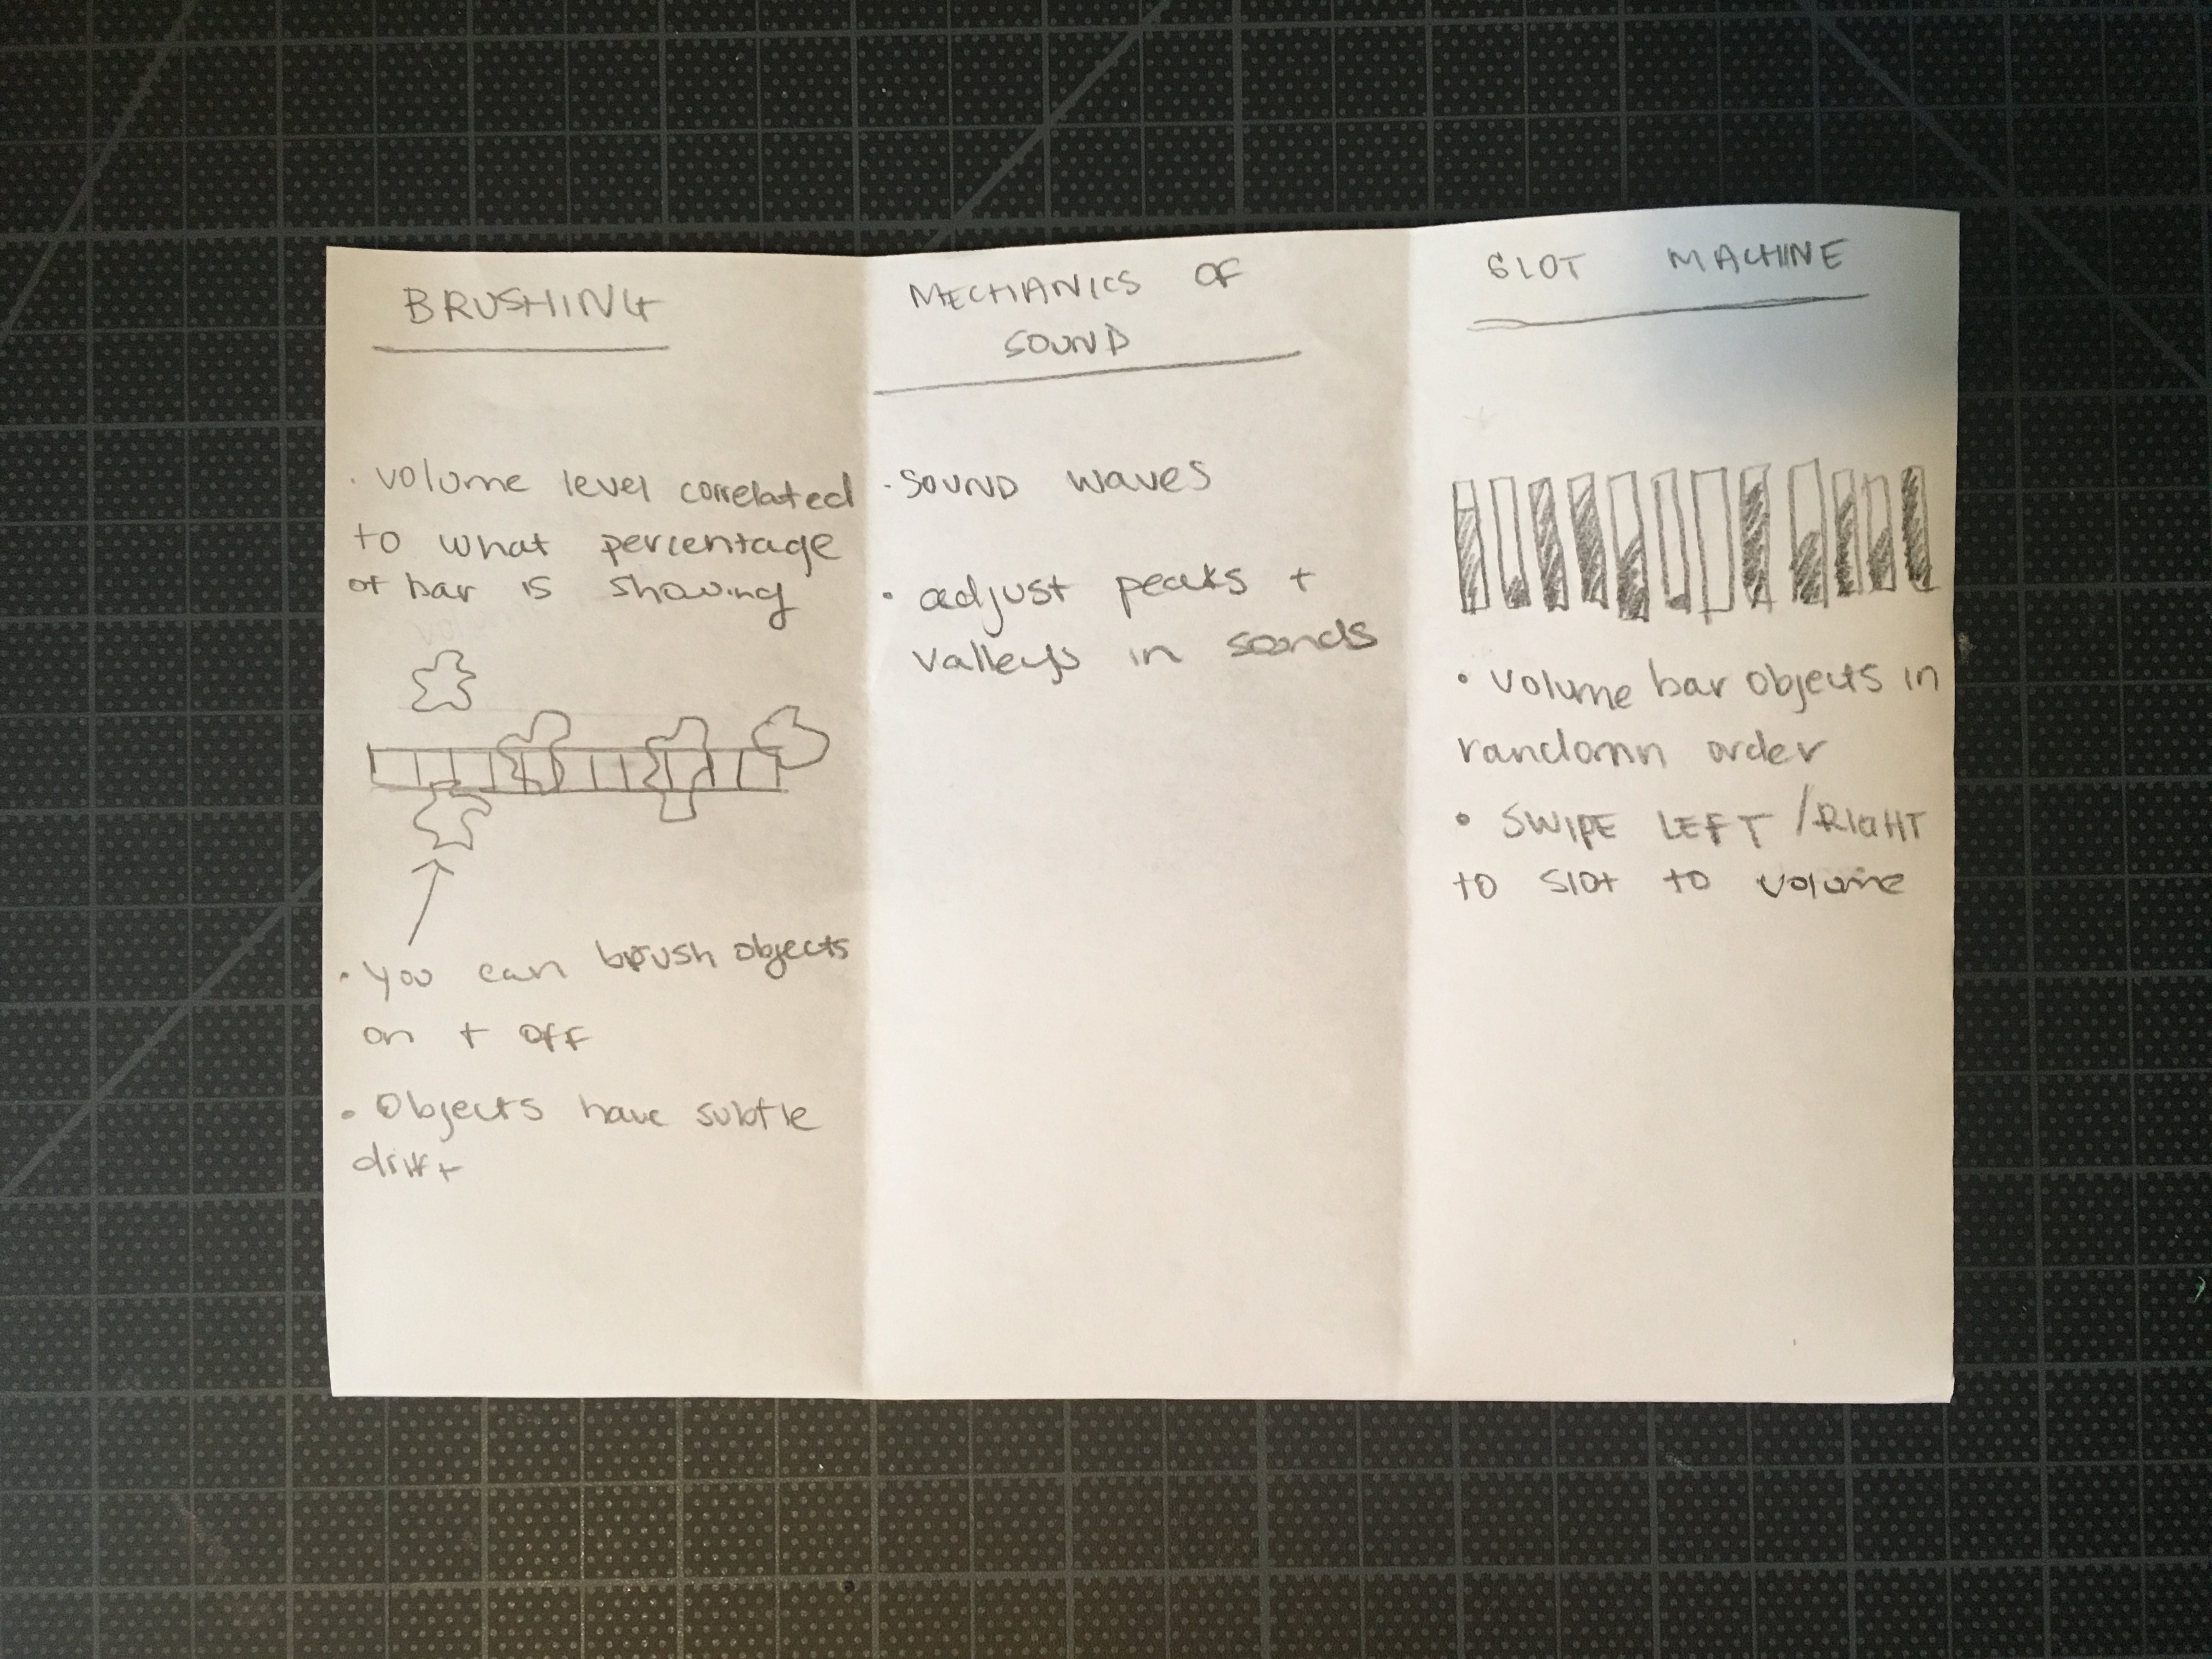 BRUSHING
· volume level correlated
to what percentage
of bar is showing
· you can brush objects
on + off
· Objects have subtle
drift
MECHANICS OF
SOUND
· SOUND WAVES
· adjust peaks +
valleys in sounds
SLOT MACHINE
· volume bar objects in
random order
· SWIPE LEFT / RIGHT
to slot to volume